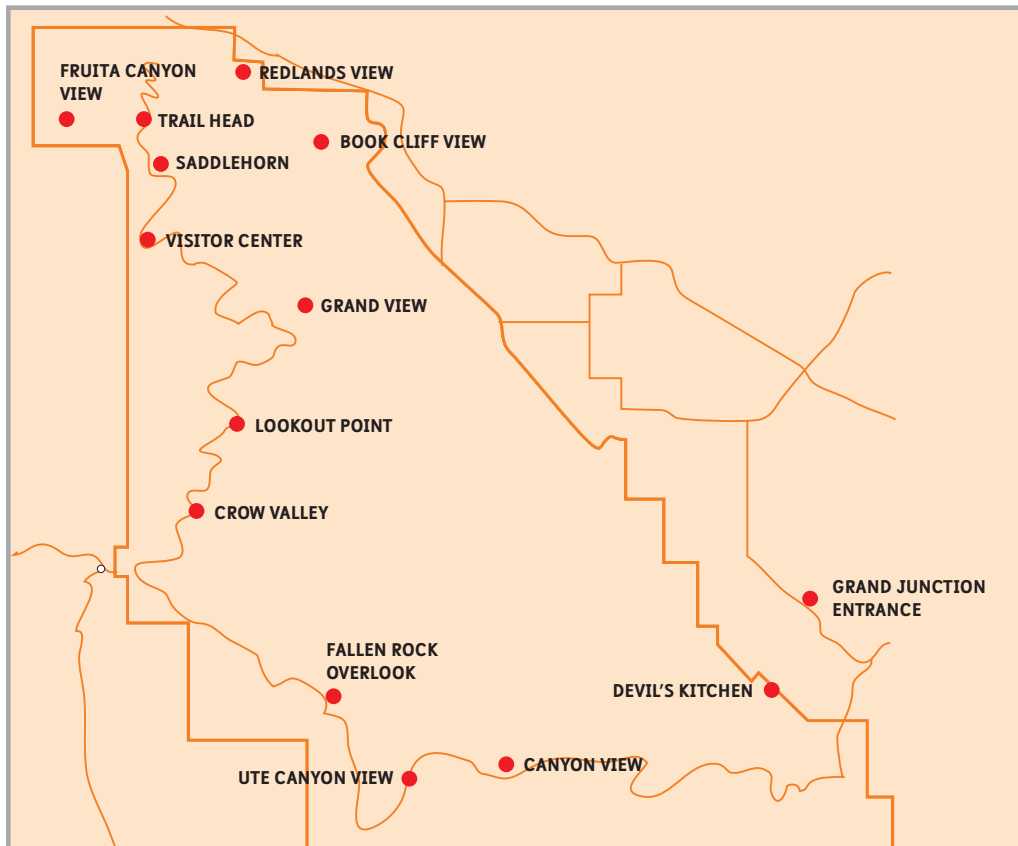 FRUITA CANYON
VIEW
REDLANDS VIEW
TRAIL HEAD
BOOK CLIFF VIEW
SADDLEHORN
VISITOR CENTER
GRAND VIEW
LOOKOUT POINT
CROW VALLEY
GRAND JUNCTION
ENTRANCE
FALLEN ROCK
OVERLOOK
DEVIL'S KITCHEN
CANYON VIEW
UTE CANYON VIEW